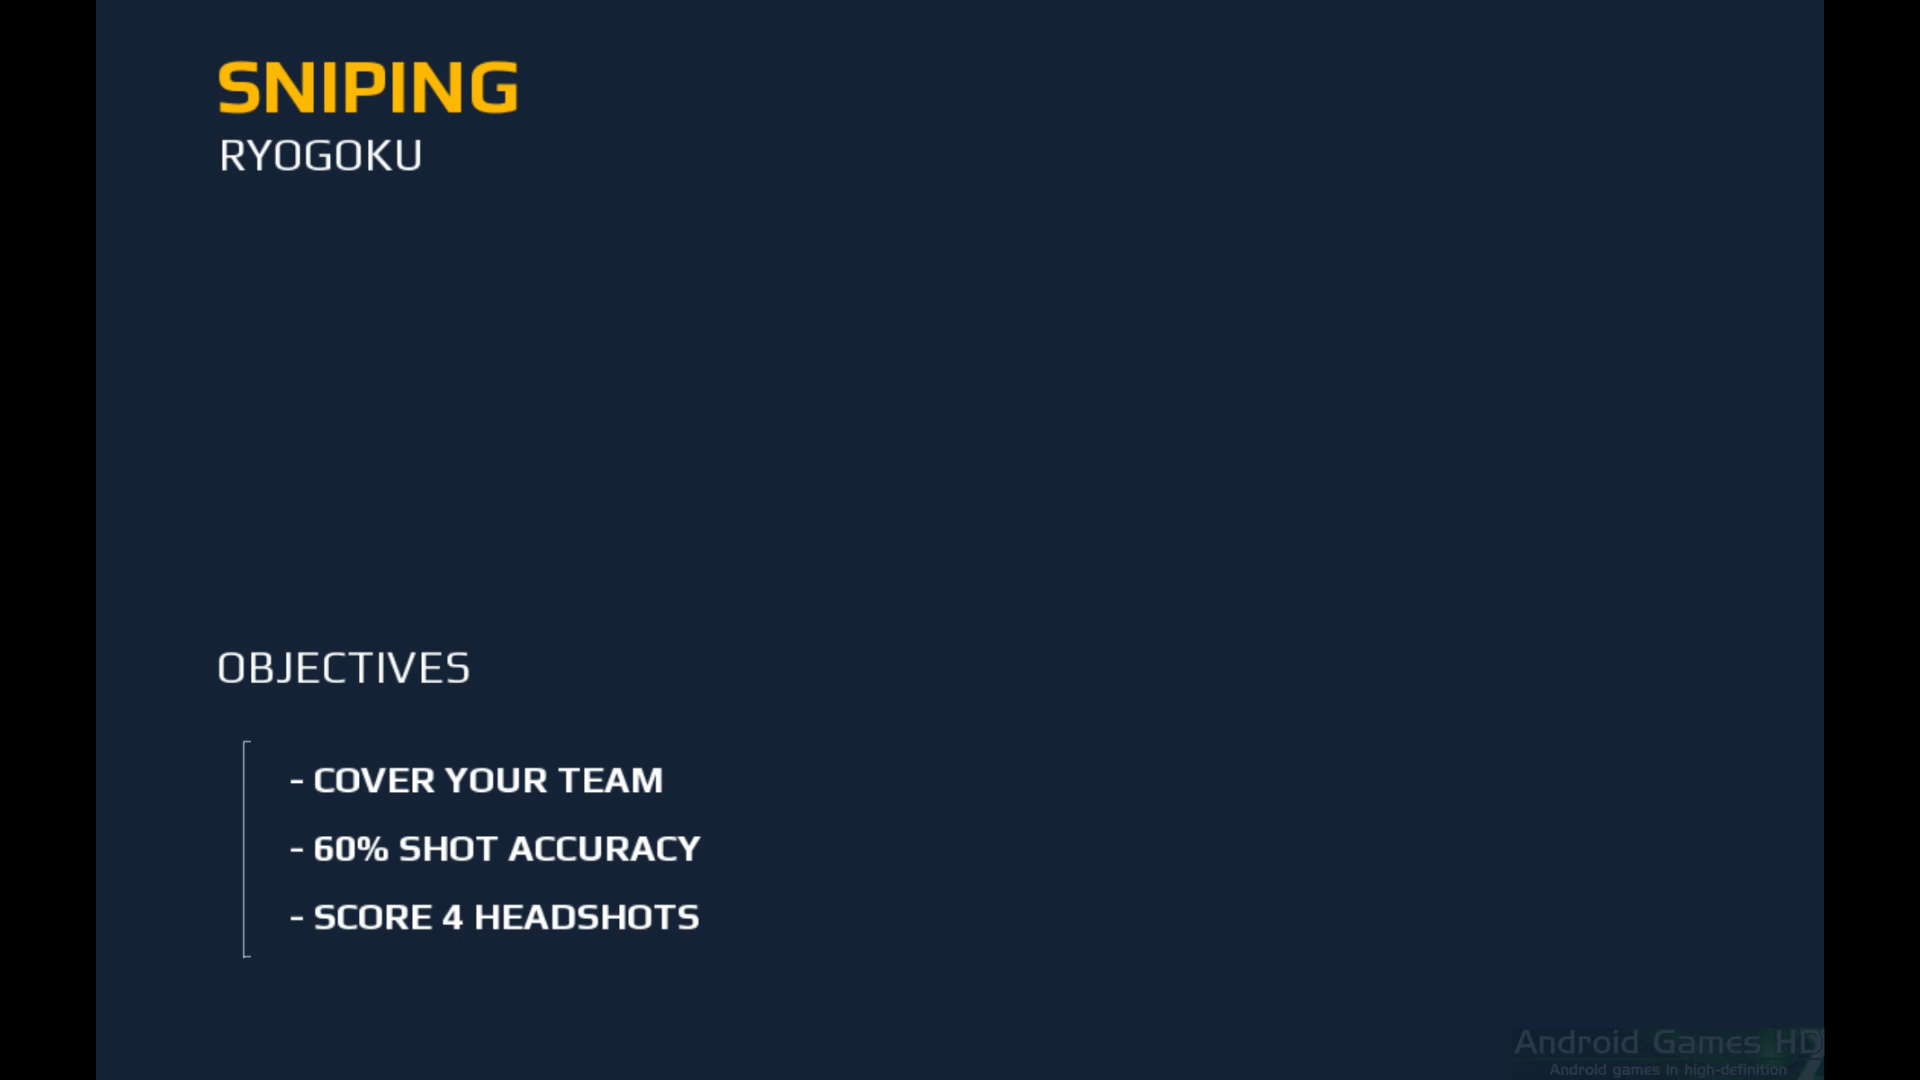 SNIPING
RYOGOKU
OBJECTIVES
- COVER YOUR TEAM
- 60% SHOT ACCURACY
- SCORE 4 HEADSHOTS
Android Games HD
Android games in high-definition